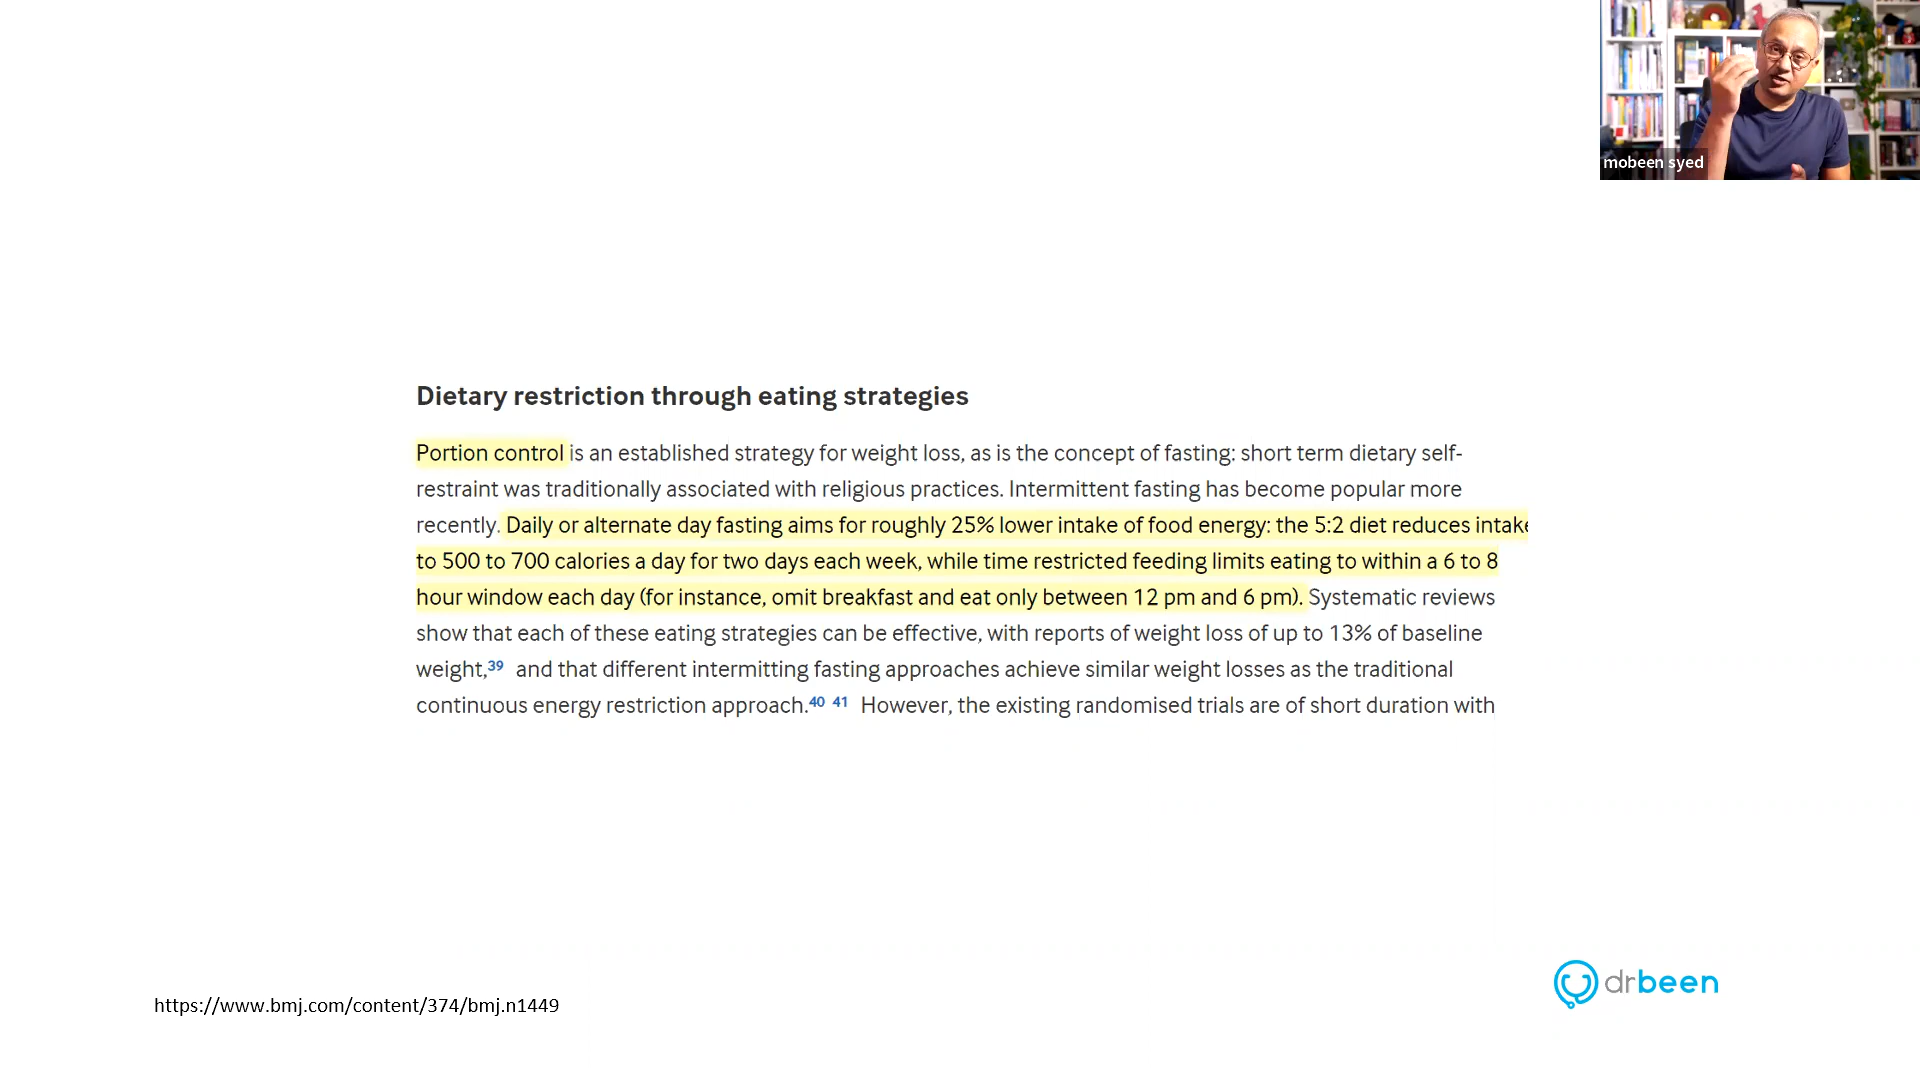 mobeen syed
Dietary restriction through eating strategies
Portion control is an established strategy for weight loss, as is the concept of fasting: short term dietary self-
restraint was traditionally associated with religious practices. Intermittent fasting has become popular more
recently. Daily or alternate day fasting aims for roughly 25% lower intake of food energy: the 5:2 diet reduces intake
to 500 to 700 calories a day for two days each week, while time restricted feeding limits eating to within a 6 to 8
hour window each day (for instance, omit breakfast and eat only between 12 pm and 6 pm). Systematic reviews
show that each of these eating strategies can be effective, with reports of weight loss of up to 13% of baseline
weight,39 and that different intermitting fasting approaches achieve similar weight losses as the traditional
continuous energy restriction approach.40 41 However, the existing randomised trials are of short duration with
https://www.bmj.com/content/374/bmj.n1449
drbeen